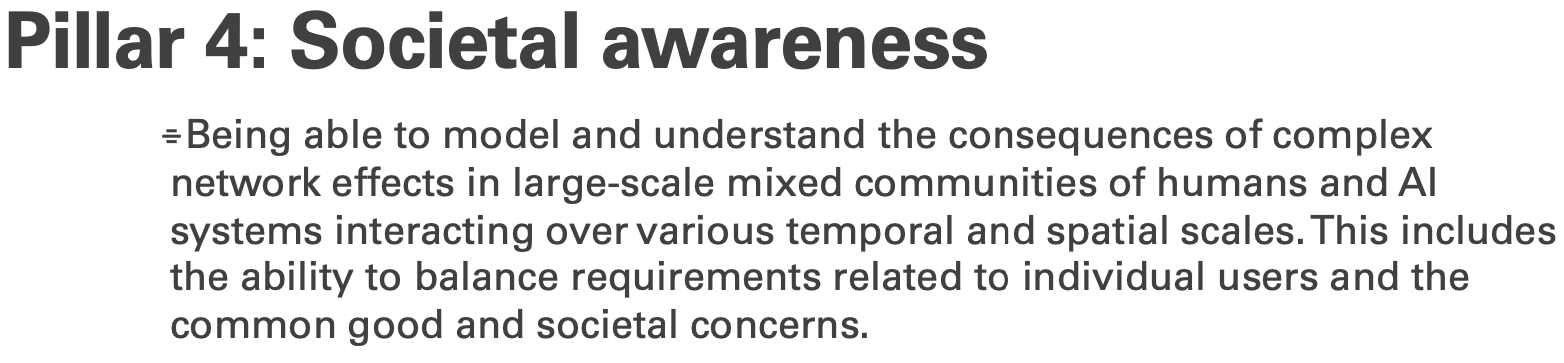 Pillar 4: Societal awareness
Being able to model and understand the consequences of complex
network effects in large-scale mixed communities of humans and AI
systems interacting over various temporal and spatial scales. This includes
the ability to balance requirements related to individual users and the
common good and societal concerns.